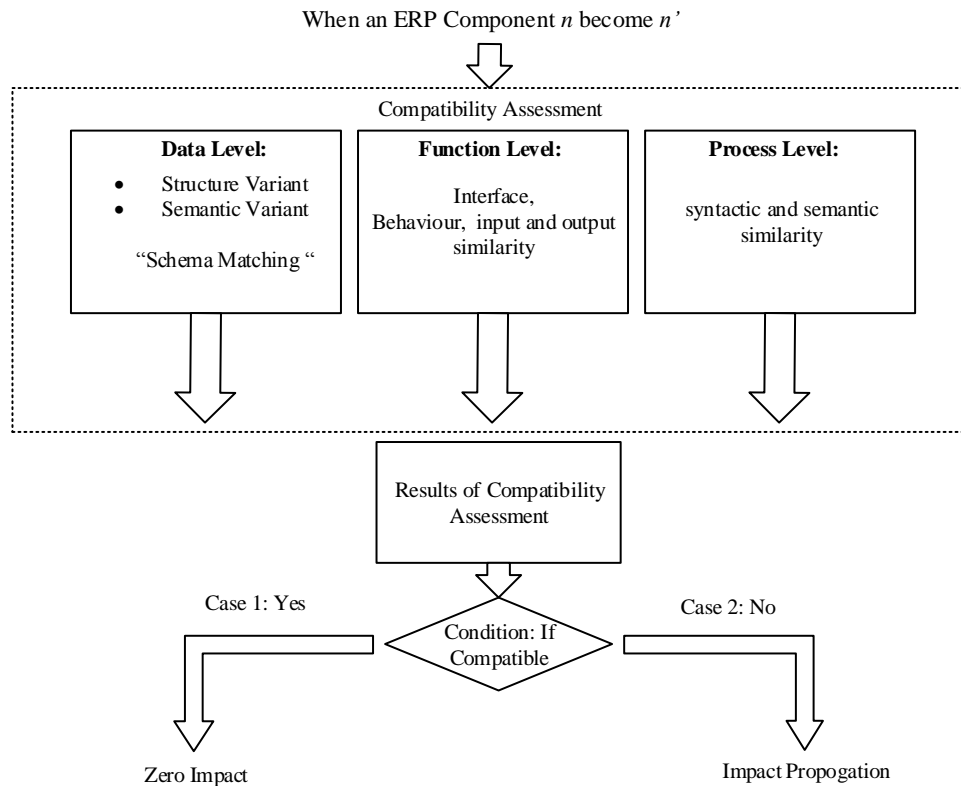 When an ERP Component n become n’
Compatibility Assessment
Data Level:
• Structure Variant
• Semantic Variant
“Schema Matching “
Function Level:
Interface,
Behaviour, input and output
similarity
Process Level:
syntactic and semantic
similarity
Results of Compatibility
Assessment
Case 1: Yes
Case 2: No
Condition: If
Compatible
Zero Impact
Impact Propogation